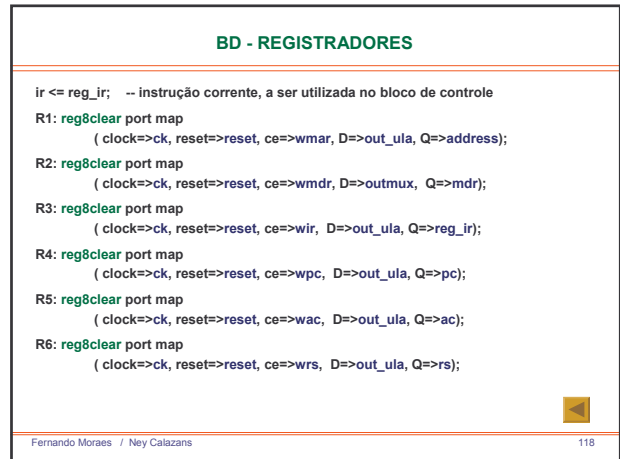 BD - REGISTRADORES
ir <= reg_ir; -- instrução corrente, a ser utilizada no bloco de controle
R1: reg8clear port map
( clock=>ck, reset=>reset, ce=>wmar, D=>out_ula, Q=>address);
R2: reg8clear port map
( clock=>ck, reset=>reset, ce=>wmdr, D=>outmux, Q=>mdr);
R3: reg8clear port map
( clock=>ck, reset=>reset, ce=>wir, D=>out_ula, Q=>reg_ir);
R4: reg8clear port map
( clock=>ck, reset=>reset, ce=>wpc, D=>out_ula, Q=>pc);
R5: reg8clear port map
( clock=>ck, reset=>reset, ce=>wac, D=>out_ula, Q=>ac);
R6: reg8clear port map
( clock=>ck, reset=>reset, ce=>wrs, D=>out_ula, Q=>rs);
Fernando Moraes / Ney Calazans 118